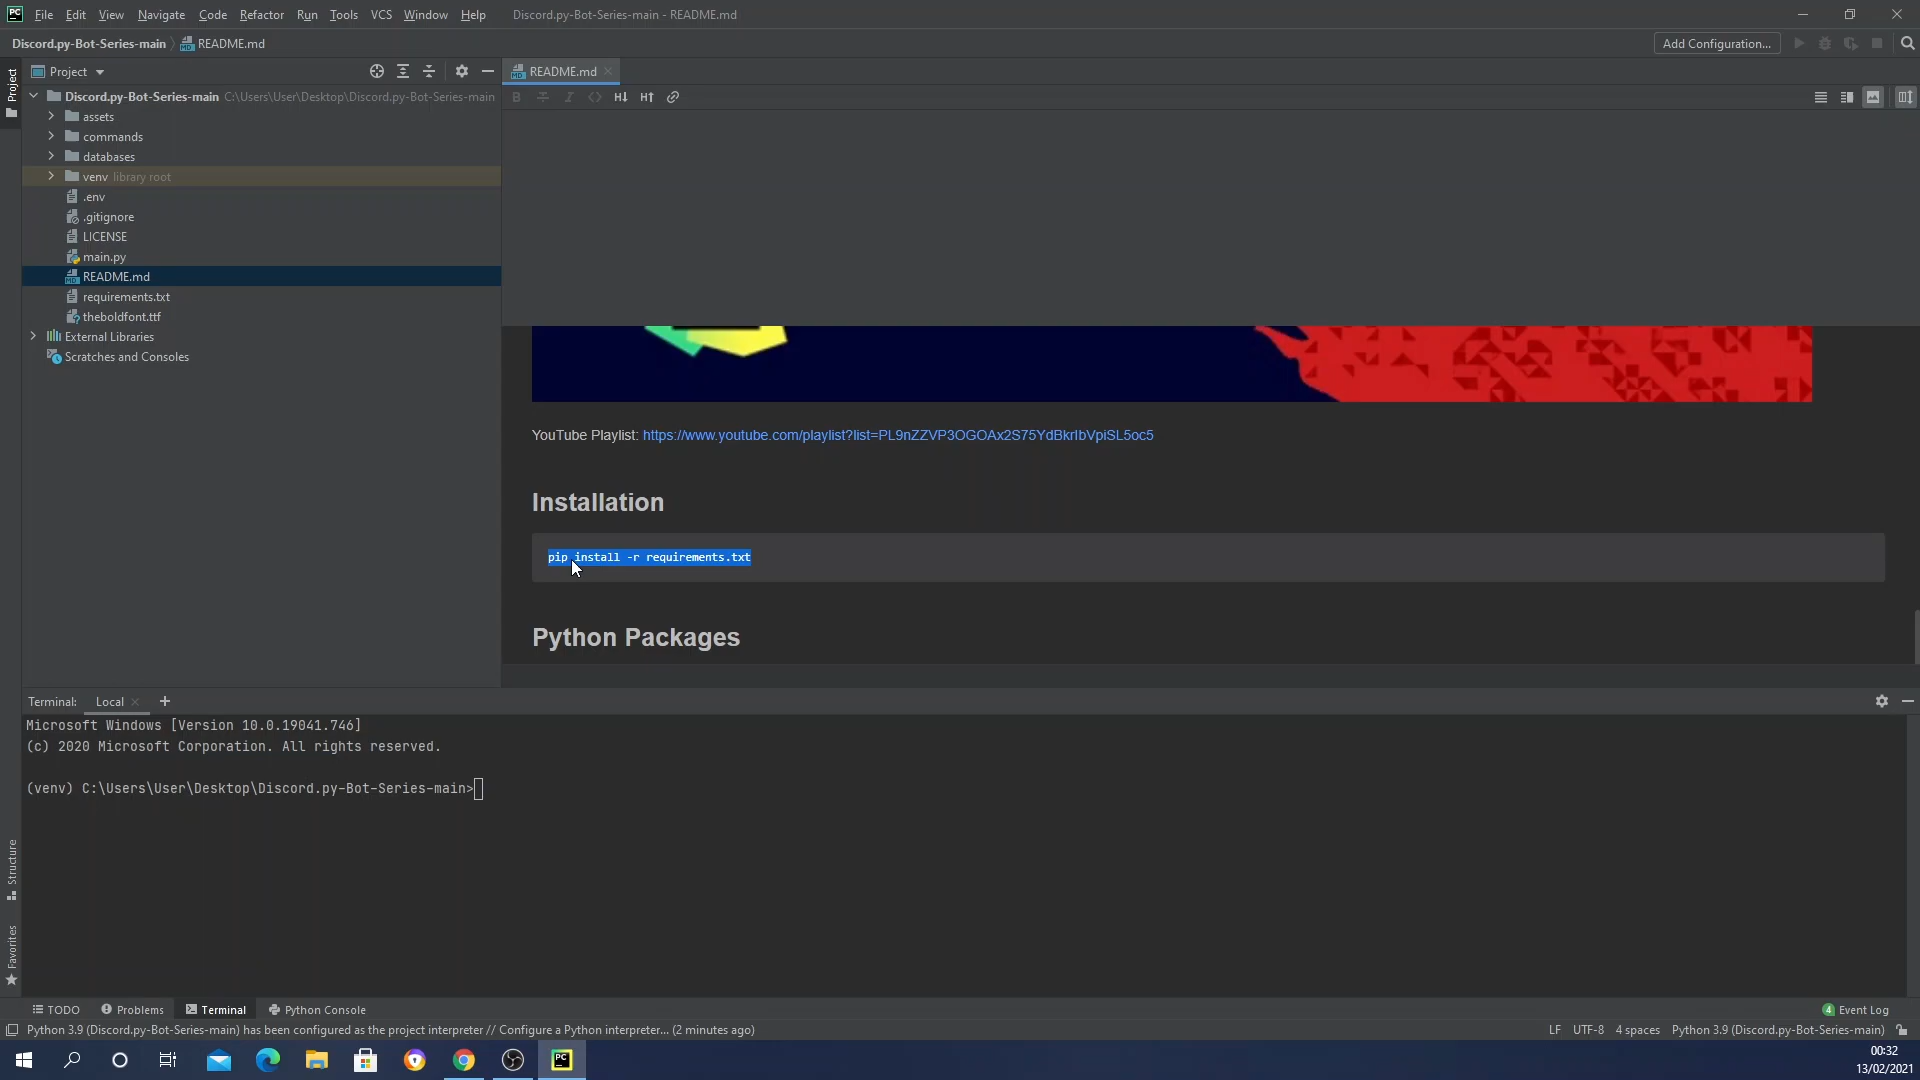 File Edit View Navigate Code Refactor Run Tools VCS Window Help Discord.py-Bot-Series-main - README.md
Discord.py-Bot-Series-main README.md Add Configuration...
Project
Project
README.md
Discord.py-Bot-Series-main C:\Users\User\Desktop\Discord.py-Bot-Series-main
assets
commands
databases
venv library root
.env
.gitignore
LICENSE
main.py
README.md
requirements.txt
theboldfont.ttf
External Libraries
Scratches and Consoles
YouTube Playlist: https://www.youtube.com/playlist?list=PL9nZZVP3OGOAx2S75YdBkrIbVpiSL5oc5
Installation
pip install -r requirements.txt
Python Packages
Terminal: Local
Microsoft Windows [Version 10.0.19041.746]
(c) 2020 Microsoft Corporation. All rights reserved.
(venv) C:\Users\User\Desktop\Discord.py-Bot-Series-main>
Structure
Favorites
TODO Problems Terminal Python Console 4 Event Log
Python 3.9 (Discord.py-Bot-Series-main) has been configured as the project interpreter // Configure a Python interpreter... (2 minutes ago) LF UTF-8 4 spaces Python 3.9 (Discord.py-Bot-Series-main)
00:32
13/02/2021